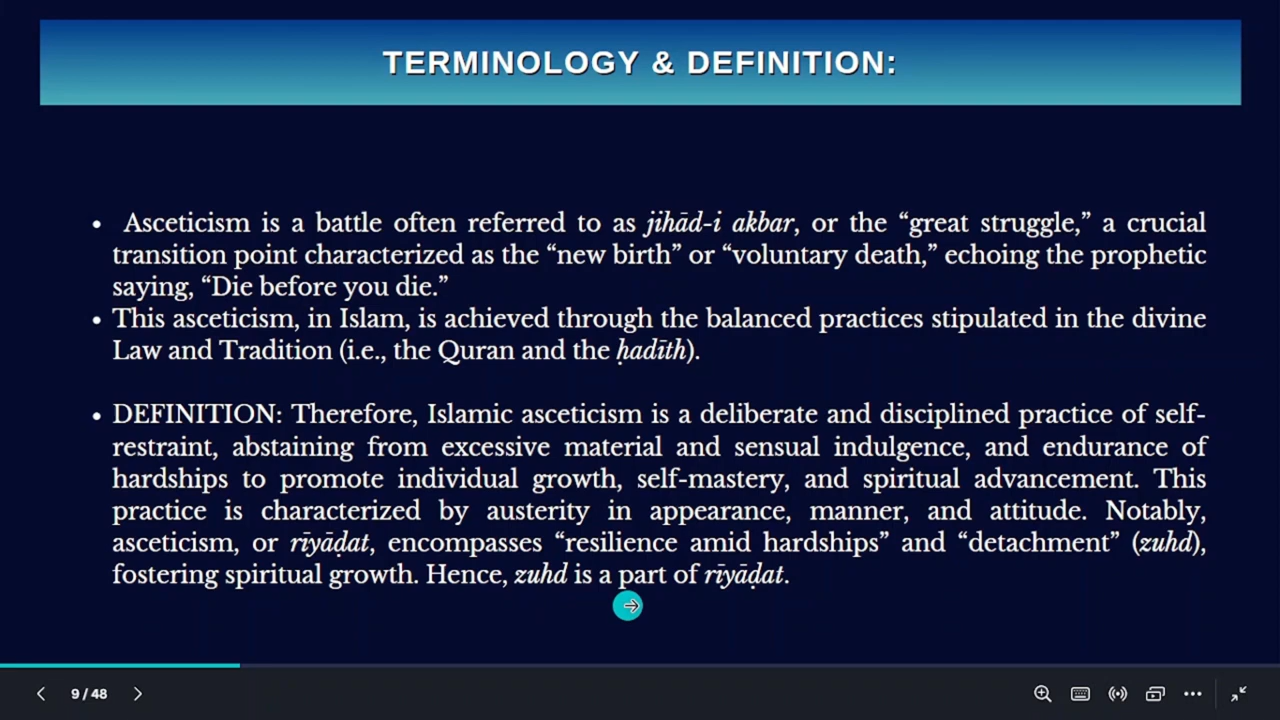 TERMINOLOGY & DEFINITION:
• Asceticism is a battle often referred to as jihād-i akbar, or the “great struggle,” a crucial
transition point characterized as the “new birth” or “voluntary death,” echoing the prophetic
saying, “Die before you die.”
• This asceticism, in Islam, is achieved through the balanced practices stipulated in the divine
Law and Tradition (i.e., the Quran and the ḥadīth).
• DEFINITION: Therefore, Islamic asceticism is a deliberate and disciplined practice of self-
restraint, abstaining from excessive material and sensual indulgence, and endurance of
hardships to promote individual growth, self-mastery, and spiritual advancement. This
practice is characterized by austerity in appearance, manner, and attitude. Notably,
asceticism, or rīyāḍat, encompasses “resilience amid hardships” and “detachment” (zuhd),
fostering spiritual growth. Hence, zuhd is a part of rīyāḍat.
9 / 48